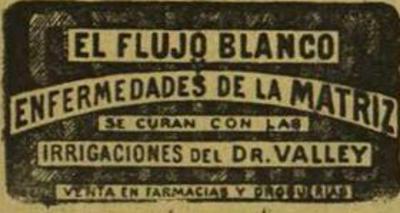 EL FLUJO BLANCO
Y
ENFERMEDADES DE LA MATRIZ
SE CURAN CON LAS
IRRIGACIONES DEL DR. VALLEY
VENTA EN FARMACIAS Y DROGUERIAS